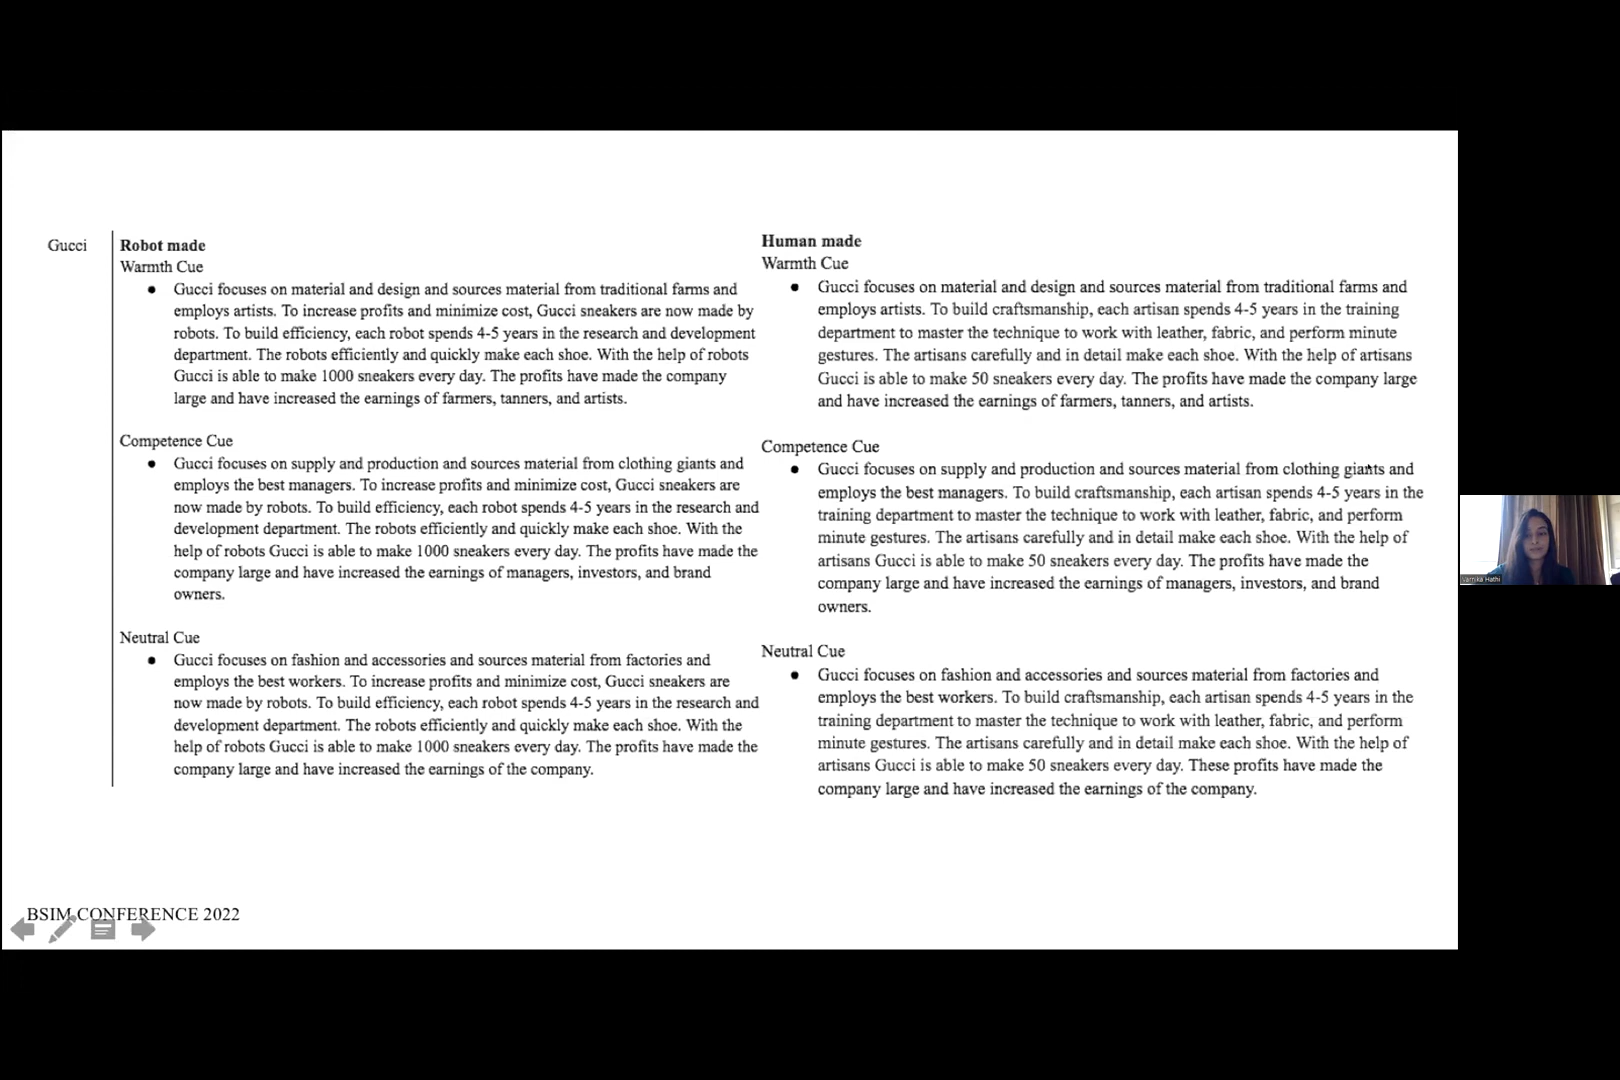 Gucci
Robot made
Warmth Cue
● Gucci focuses on material and design and sources material from traditional farms and
employs artists. To increase profits and minimize cost, Gucci sneakers are now made by
robots. To build efficiency, each robot spends 4-5 years in the research and development
department. The robots efficiently and quickly make each shoe. With the help of robots
Gucci is able to make 1000 sneakers every day. The profits have made the company
large and have increased the earnings of farmers, tanners, and artists.
Competence Cue
● Gucci focuses on supply and production and sources material from clothing giants and
employs the best managers. To increase profits and minimize cost, Gucci sneakers are
now made by robots. To build efficiency, each robot spends 4-5 years in the research and
development department. The robots efficiently and quickly make each shoe. With the
help of robots Gucci is able to make 1000 sneakers every day. The profits have made the
company large and have increased the earnings of managers, investors, and brand
owners.
Neutral Cue
● Gucci focuses on fashion and accessories and sources material from factories and
employs the best workers. To increase profits and minimize cost, Gucci sneakers are
now made by robots. To build efficiency, each robot spends 4-5 years in the research and
development department. The robots efficiently and quickly make each shoe. With the
help of robots Gucci is able to make 1000 sneakers every day. The profits have made the
company large and have increased the earnings of the company.
Human made
Warmth Cue
● Gucci focuses on material and design and sources material from traditional farms and
employs artists. To build craftsmanship, each artisan spends 4-5 years in the training
department to master the technique to work with leather, fabric, and perform minute
gestures. The artisans carefully and in detail make each shoe. With the help of artisans
Gucci is able to make 50 sneakers every day. The profits have made the company large
and have increased the earnings of farmers, tanners, and artists.
Competence Cue
● Gucci focuses on supply and production and sources material from clothing giants and
employs the best managers. To build craftsmanship, each artisan spends 4-5 years in the
training department to master the technique to work with leather, fabric, and perform
minute gestures. The artisans carefully and in detail make each shoe. With the help of
artisans Gucci is able to make 50 sneakers every day. The profits have made the
company large and have increased the earnings of managers, investors, and brand
owners.
Neutral Cue
● Gucci focuses on fashion and accessories and sources material from factories and
employs the best workers. To build craftsmanship, each artisan spends 4-5 years in the
training department to master the technique to work with leather, fabric, and perform
minute gestures. The artisans carefully and in detail make each shoe. With the help of
artisans Gucci is able to make 50 sneakers every day. These profits have made the
company large and have increased the earnings of the company.
BSIM CONFERENCE 2022
Varnika Hathi